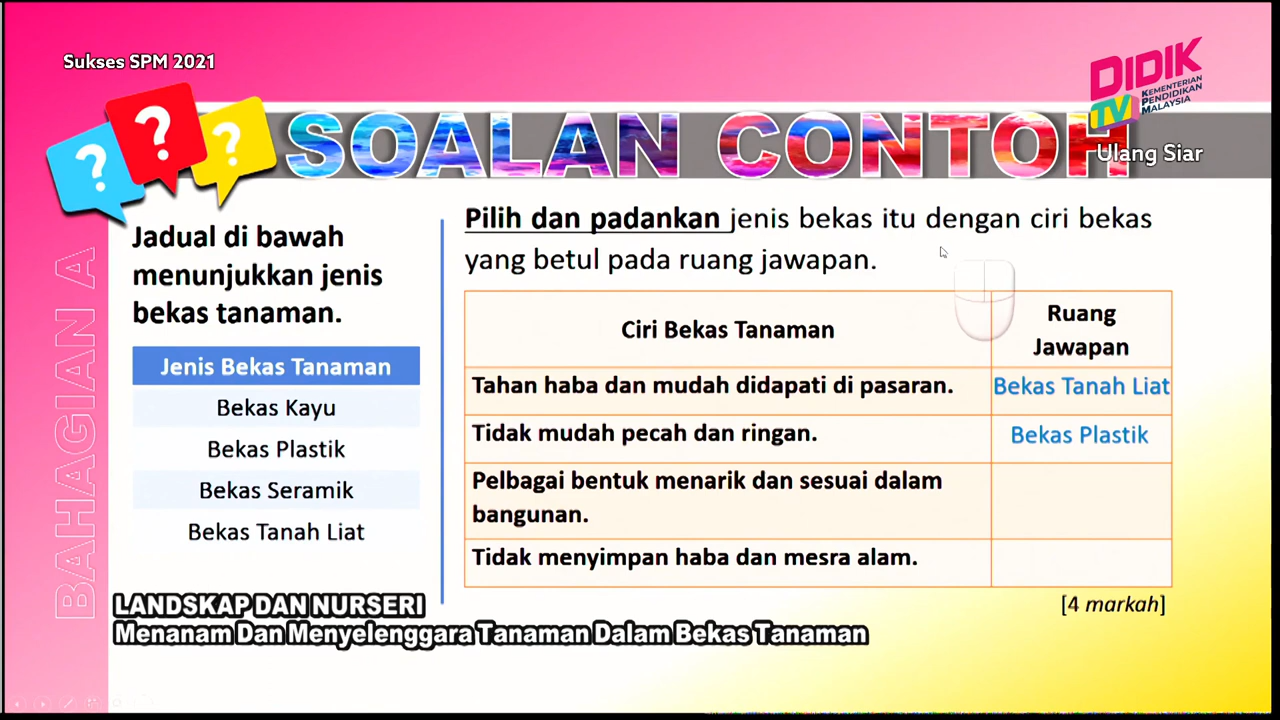 Sukses SPM 2021
DIDIK
TV
KEMENTERIAN
PENDIDIKAN
MALAYSIA
Ulang Siar
? ? ?
SOALAN CONTOH
BAHAGIAN A
Jadual di bawah
menunjukkan jenis
bekas tanaman.
Jenis Bekas Tanaman
Bekas Kayu
Bekas Plastik
Bekas Seramik
Bekas Tanah Liat
Pilih dan padankan jenis bekas itu dengan ciri bekas
yang betul pada ruang jawapan.
Ciri Bekas Tanaman
Ruang
Jawapan
Tahan haba dan mudah didapati di pasaran.
Bekas Tanah Liat
Tidak mudah pecah dan ringan.
Bekas Plastik
Pelbagai bentuk menarik dan sesuai dalam
bangunan.
Tidak menyimpan haba dan mesra alam.
[4 markah]
LANDSKAP DAN NURSERI
Menanam Dan Menyelenggara Tanaman Dalam Bekas Tanaman